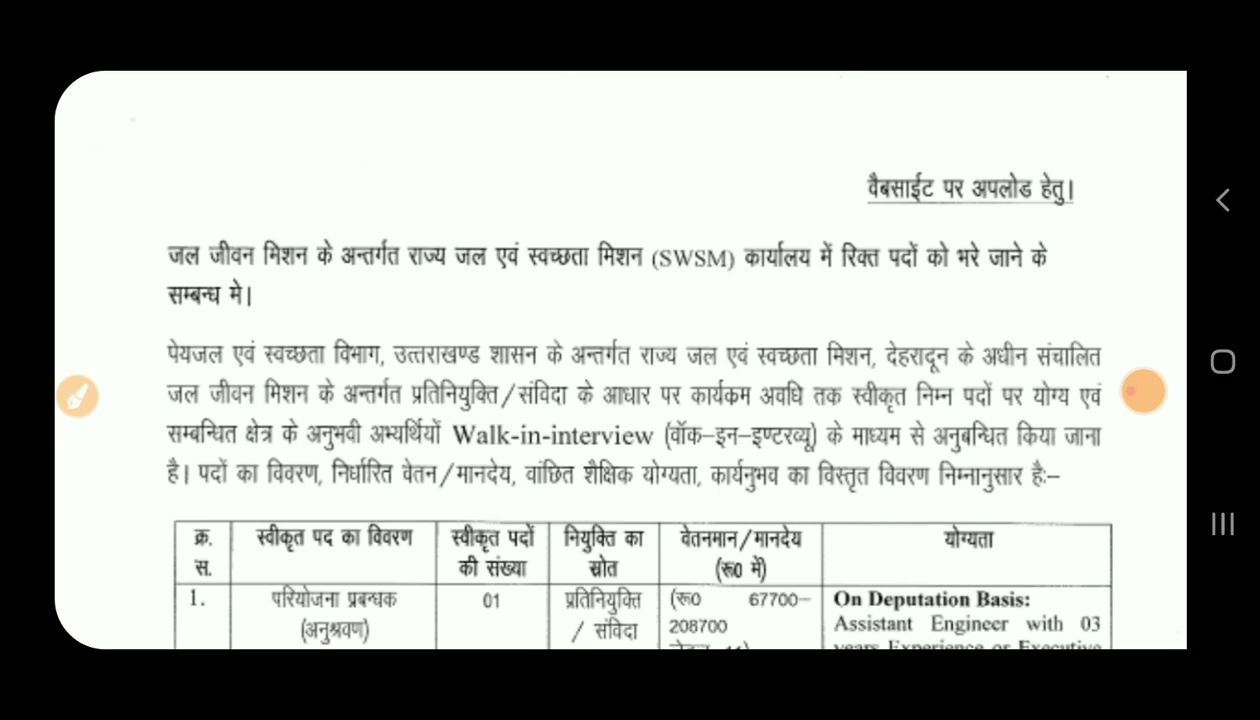 वैबसाईट पर अपलोड हेतु।
जल जीवन मिशन के अन्तर्गत राज्य जल एवं स्वच्छता मिशन (SWSM) कार्यालय में रिक्त पदों को भरे जाने के
सम्बन्ध मे।
पेयजल एवं स्वच्छता विभाग, उत्तराखण्ड शासन के अन्तर्गत राज्य जल एवं स्वच्छता मिशन, देहरादून के अधीन संचालित
जल जीवन मिशन के अन्तर्गत प्रतिनियुक्ति/संविदा के आधार पर कार्यकम अवधि तक स्वीकृत निम्न पदों पर योग्य एवं
सम्बन्धित क्षेत्र के अनुभवी अभ्यर्थियों Walk-in-interview (वॉक–इन–इण्टरव्यू) के माध्यम से अनुबन्धित किया जाना
है। पदों का विवरण, निर्धारित वेतन/मानदेय, वांछित शैक्षिक योग्यता, कार्यनुभव का विस्तृत विवरण निम्नानुसार हैः–
क्र. स. स्वीकृत पद का विवरण स्वीकृत पदों की संख्या नियुक्ति का स्रोत वेतनमान/मानदेय (रू0 में) योग्यता
1. परियोजना प्रबन्धक 01 प्रतिनियुक्ति (रू0 67700– On Deputation Basis:
(अनुश्रवण) / संविदा 208700 Assistant Engineer with 03
years Experience or Executive